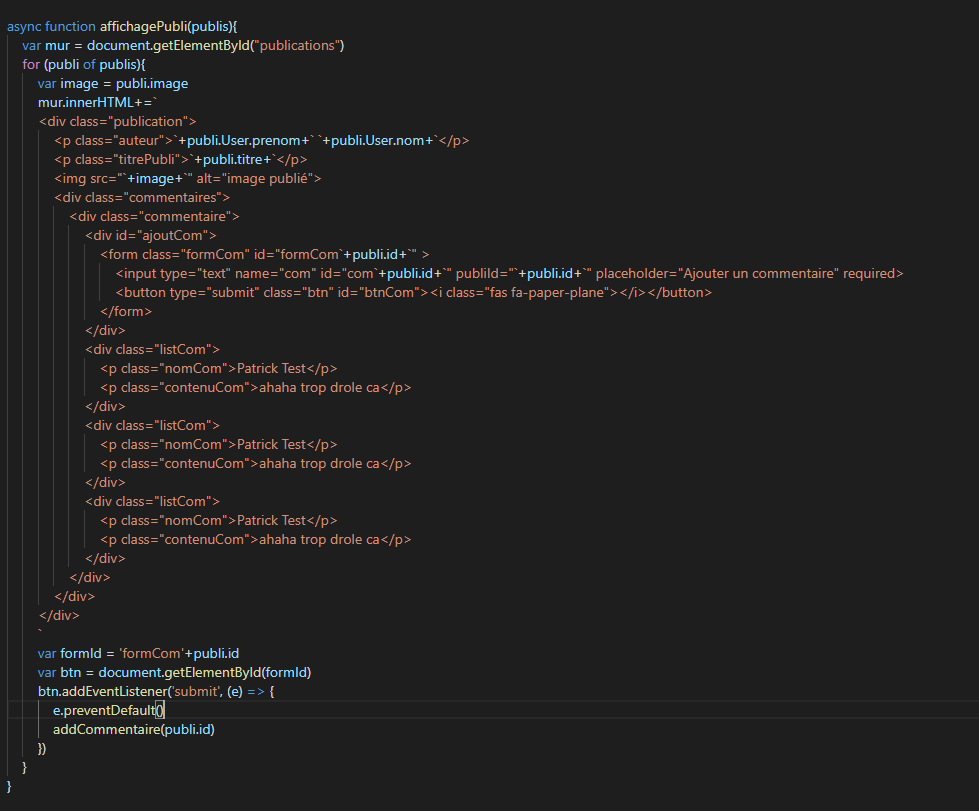 async function affichagePubli(publis){
var mur = document.getElementById("publications")
for (publi of publis){
var image = publi.image
mur.innerHTML+=`
<div class="publication">
<p class="auteur">`+publi.User.prenom+` `+publi.User.nom+`</p>
<p class="titrePubli">`+publi.titre+`</p>
<img src="`+image+`" alt="image publié">
<div class="commentaires">
<div class="commentaire">
<div id="ajoutCom">
<form class="formCom" id="formCom`+publi.id+`" >
<input type="text" name="com" id="com`+publi.id+`" publiId="`+publi.id+`" placeholder="Ajouter un commentaire" required>
<button type="submit" class="btn" id="btnCom"><i class="fas fa-paper-plane"></i></button>
</form>
</div>
<div class="listCom">
<p class="nomCom">Patrick Test</p>
<p class="contenuCom">ahaha trop drole ca</p>
</div>
<div class="listCom">
<p class="nomCom">Patrick Test</p>
<p class="contenuCom">ahaha trop drole ca</p>
</div>
<div class="listCom">
<p class="nomCom">Patrick Test</p>
<p class="contenuCom">ahaha trop drole ca</p>
</div>
</div>
</div>
</div>
`
var formId = 'formCom'+publi.id
var btn = document.getElementById(formId)
btn.addEventListener('submit', (e) => {
e.preventDefault()
addCommentaire(publi.id)
})
}
}